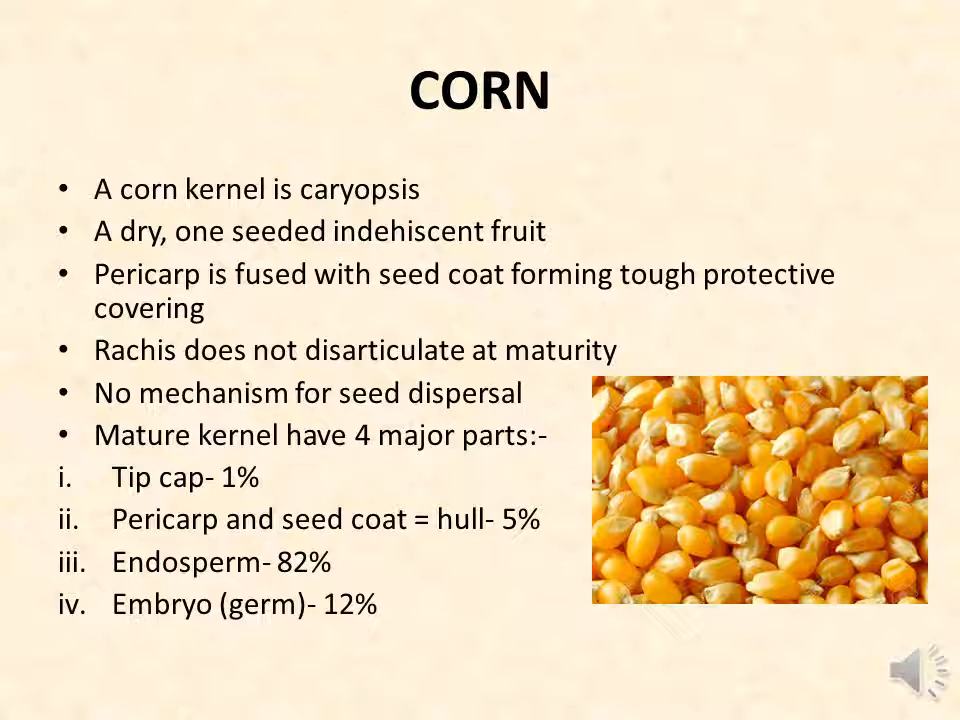 CORN
• A corn kernel is caryopsis
• A dry, one seeded indehiscent fruit
• Pericarp is fused with seed coat forming tough protective
covering
• Rachis does not disarticulate at maturity
• No mechanism for seed dispersal
• Mature kernel have 4 major parts:-
i. Tip cap- 1%
ii. Pericarp and seed coat = hull- 5%
iii. Endosperm- 82%
iv. Embryo (germ)- 12%